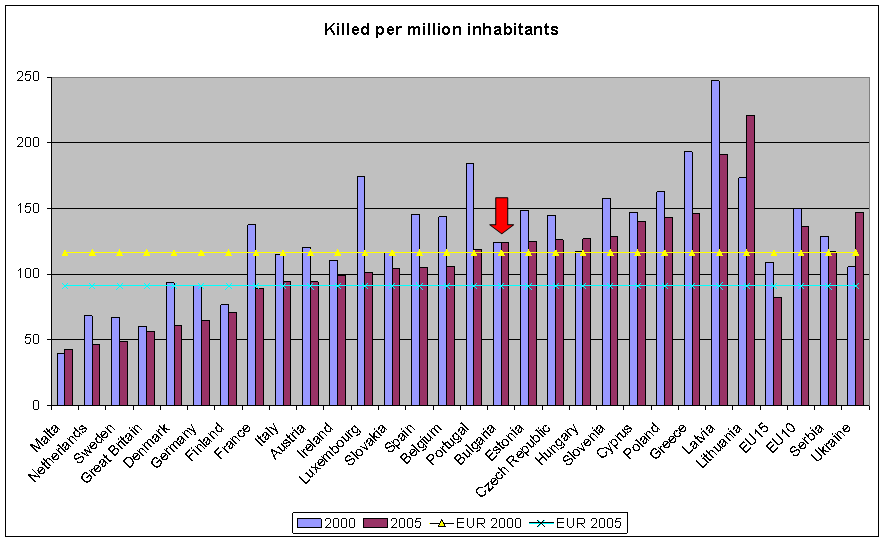 Killed per million inhabitants
250
200
150
100
50
0
Malta
Netherlands
Sweden
Great Britain
Denmark
Germany
Finland
France
Italy
Austria
Ireland
Luxembourg
Slovakia
Spain
Belgium
Portugal
Bulgaria
Estonia
Czech Republic
Hungary
Slovenia
Cyprus
Poland
Greece
Latvia
Lithuania
EU15
EU10
Serbia
Ukraine
2000 2005 EUR 2000 EUR 2005